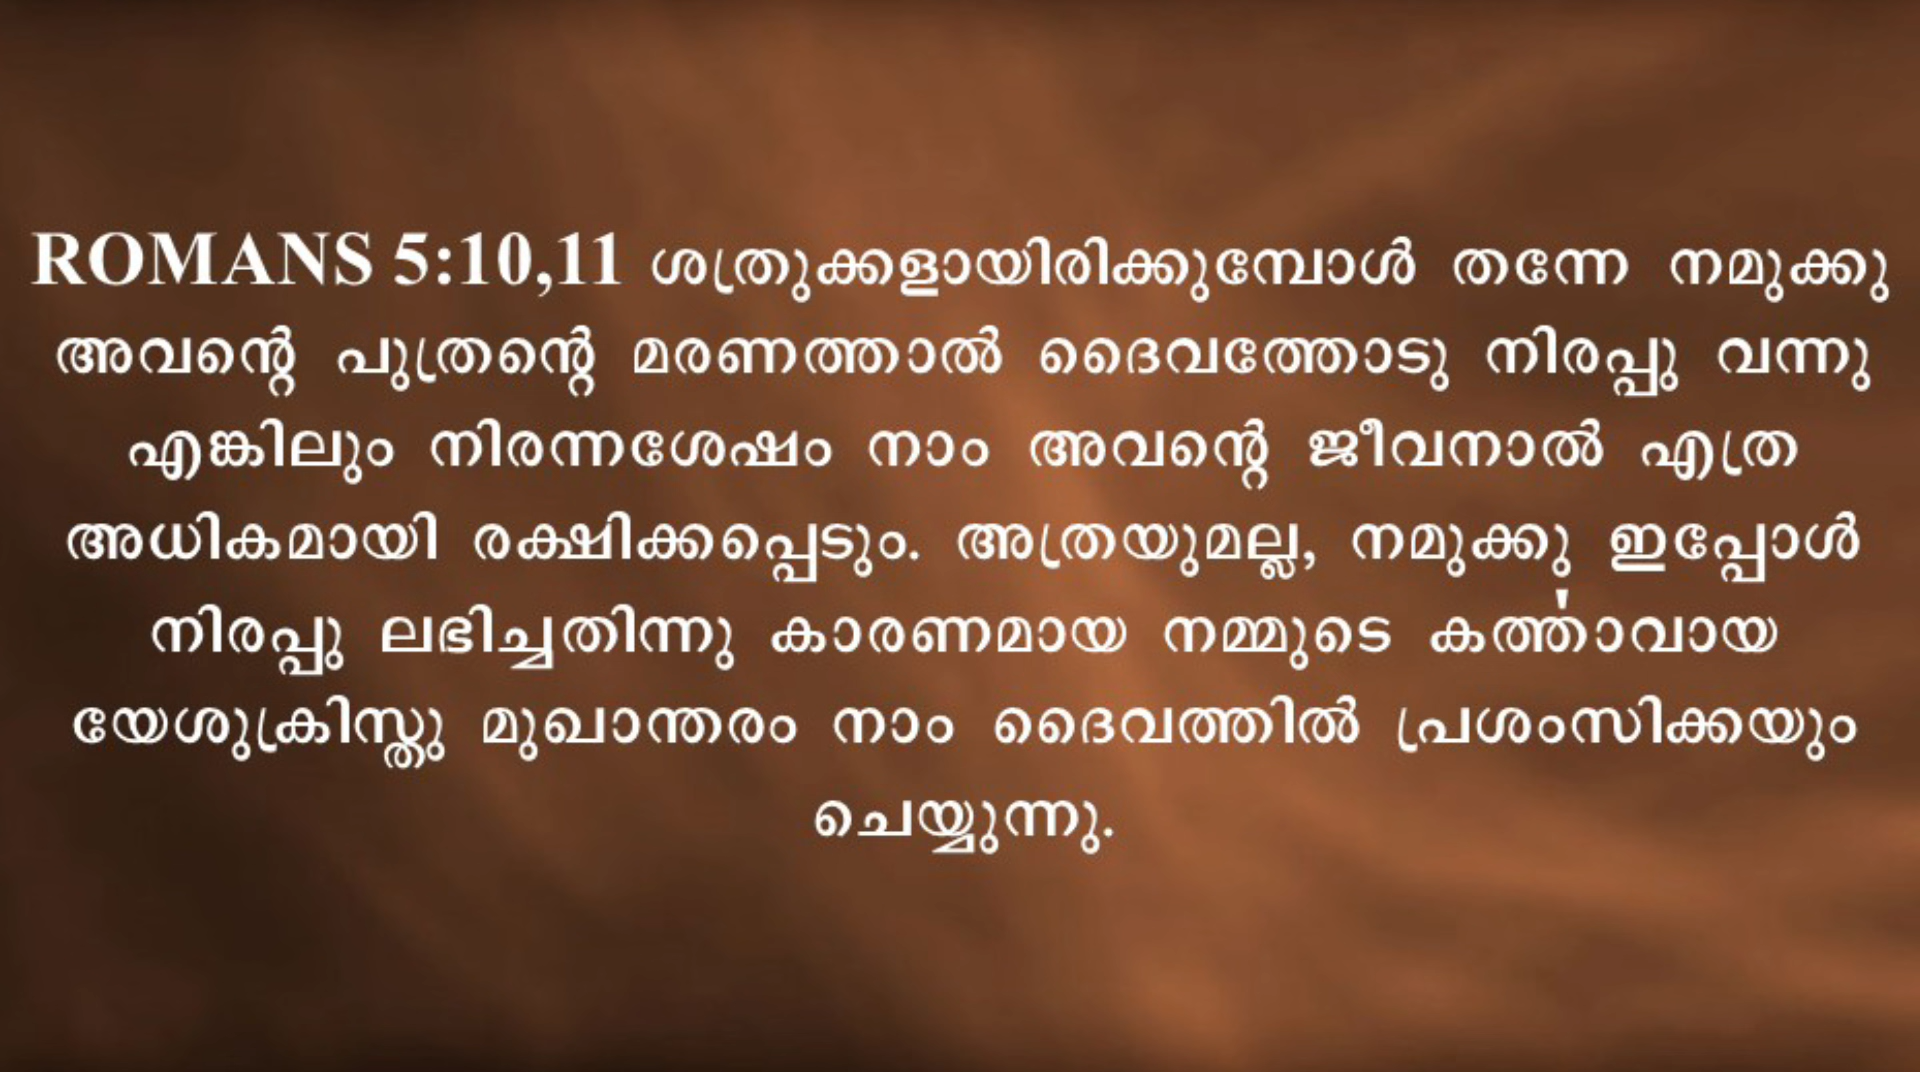 ROMANS 5:10,11 ശത്രുക്കളായിരിക്കുമ്പോൾ തന്നേ നമുക്കു
അവന്റെ പുത്രന്റെ മരണത്താൽ ദൈവത്തോടു നിരപ്പു വന്നു
എങ്കിലും നിരന്നശേഷം നാം അവന്റെ ജീവനാൽ എത്ര
അധികമായി രക്ഷിക്കപ്പെടും. അത്രയുമല്ല, നമുക്കു ഇപ്പോൾ
നിരപ്പു ലഭിച്ചതിന്നു കാരണമായ നമ്മുടെ കർത്താവായ
യേശുക്രിസ്തു മുഖാന്തരം നാം ദൈവത്തിൽ പ്രശംസിക്കയും
ചെയ്യുന്നു.